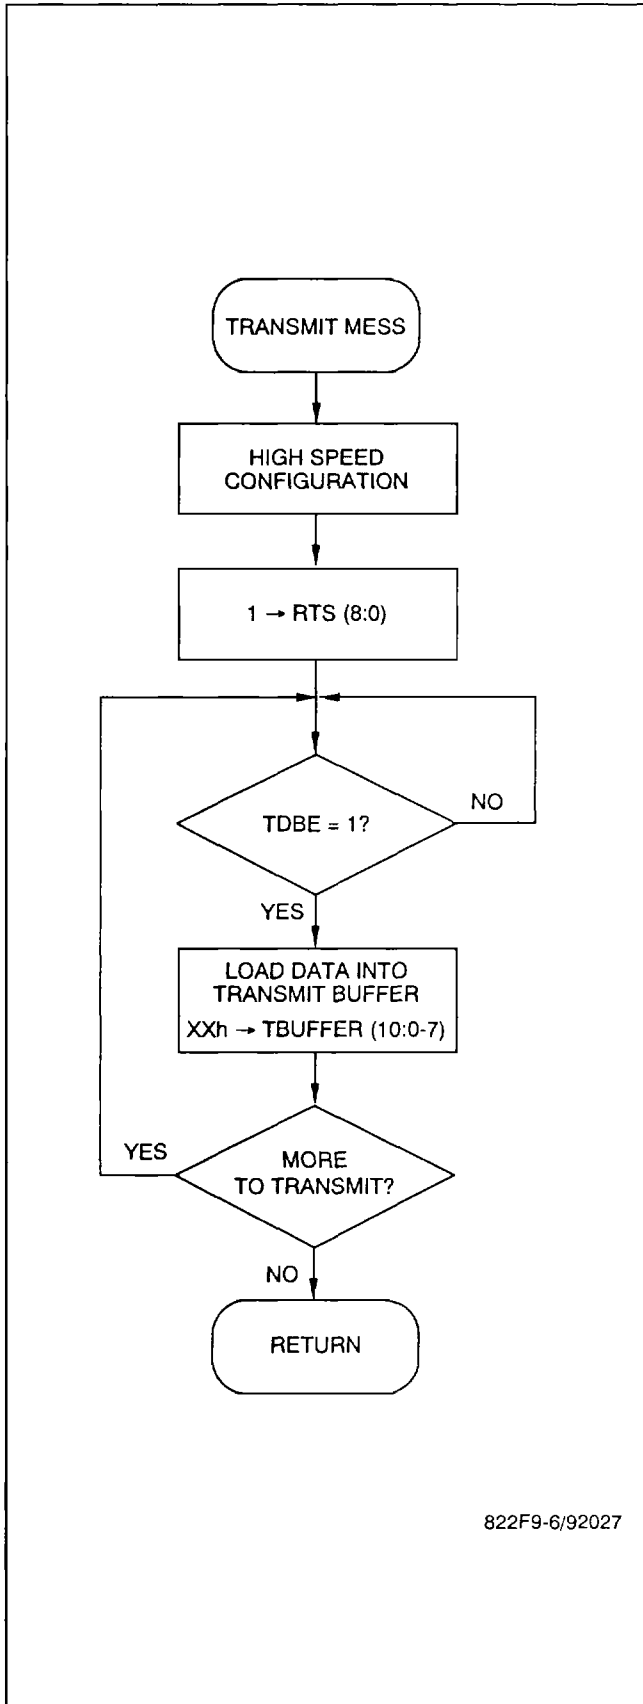 TRANSMIT MESS
HIGH SPEED
CONFIGURATION
1 → RTS (8:0)
TDBE = 1?
NO
YES
LOAD DATA INTO
TRANSMIT BUFFER
XXh → TBUFFER (10:0-7)
YES
MORE
TO TRANSMIT?
NO
RETURN
822F9-6/92027